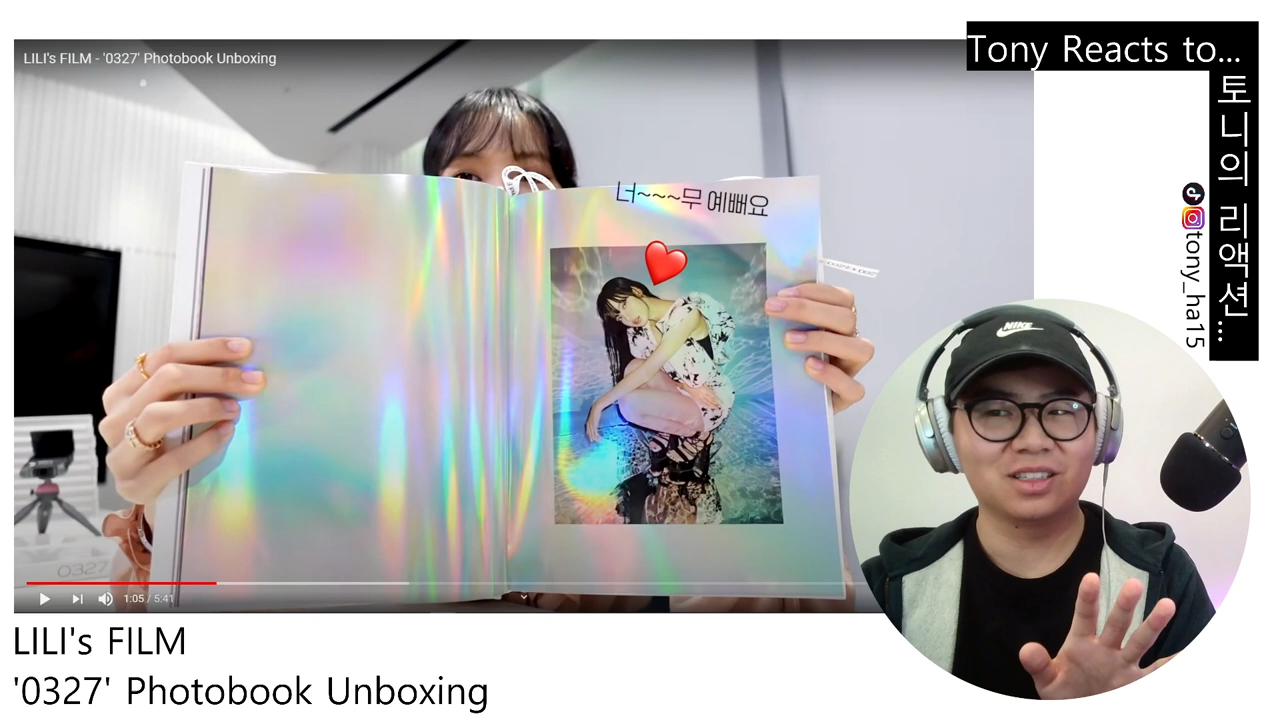 LILI's FILM - '0327' Photobook Unboxing
Tony Reacts to...
토니의 리액션...
tony_ha15
너~~~무 예뻐요
NIKE
0327
1:05 / 5:41
LILI's FILM
'0327' Photobook Unboxing